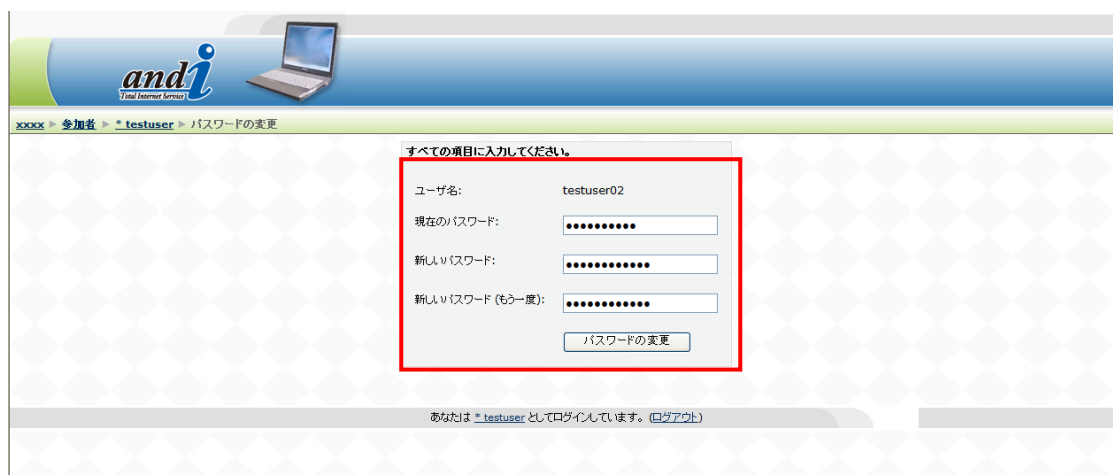 andi
Total Internet Service
xxxx ► 参加者 ► * testuser ► パスワードの変更
すべての項目に入力してください。
ユーザ名: testuser02
現在のパスワード: ●●●●●●●●●●
新しいパスワード: ●●●●●●●●●●●●
新しいパスワード (もう一度): ●●●●●●●●●●●●
パスワードの変更
あなたは * testuser としてログインしています。 (ログアウト)